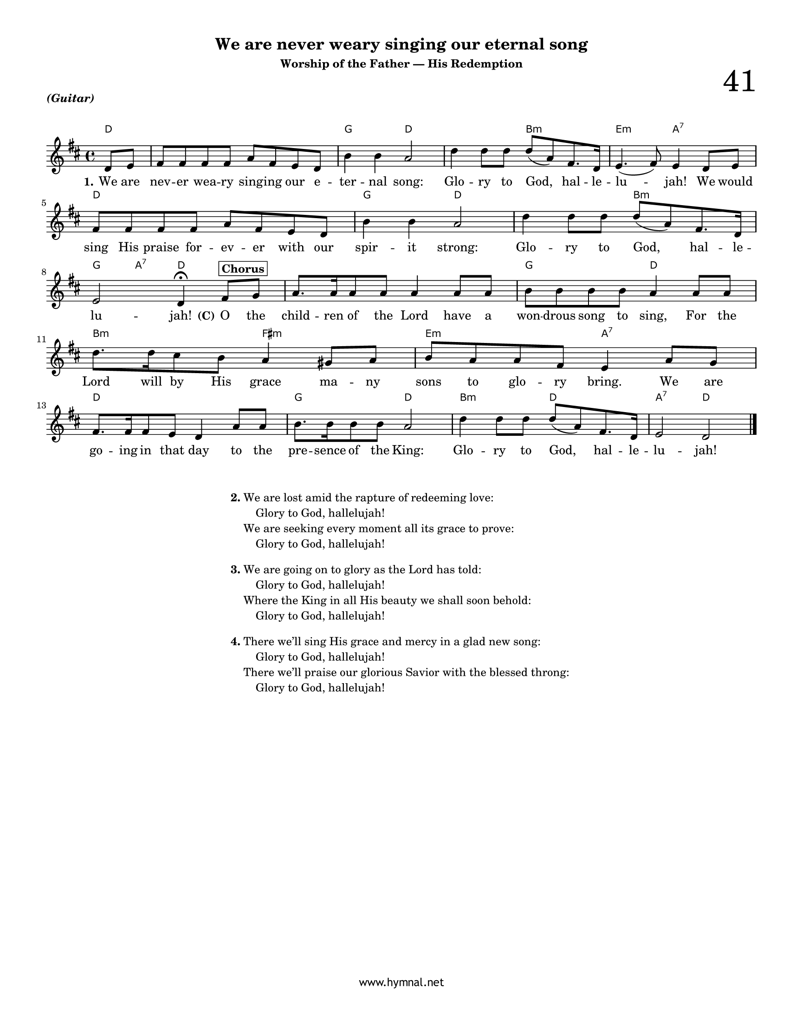 We are never weary singing our eternal song
Worship of the Father — His Redemption
41
(Guitar)
D G D Bm Em A7
1. We are nev-er wea-ry singing our e - ter - nal song: Glo - ry to God, hal - le - lu - jah! We would
5
D G D Bm
sing His praise for - ev - er with our spir - it strong: Glo - ry to God, hal - le -
8
G A7 D Chorus G D
lu - jah! (C) O the child - ren of the Lord have a won-drous song to sing, For the
11
Bm F#m Em A7
Lord will by His grace ma - ny sons to glo - ry bring. We are
13
D G D Bm D A7 D
go - ing in that day to the pre - sence of the King: Glo - ry to God, hal - le - lu - jah!
2. We are lost amid the rapture of redeeming love:
Glory to God, hallelujah!
We are seeking every moment all its grace to prove:
Glory to God, hallelujah!
3. We are going on to glory as the Lord has told:
Glory to God, hallelujah!
Where the King in all His beauty we shall soon behold:
Glory to God, hallelujah!
4. There we'll sing His grace and mercy in a glad new song:
Glory to God, hallelujah!
There we'll praise our glorious Savior with the blessed throng:
Glory to God, hallelujah!
www.hymnal.net